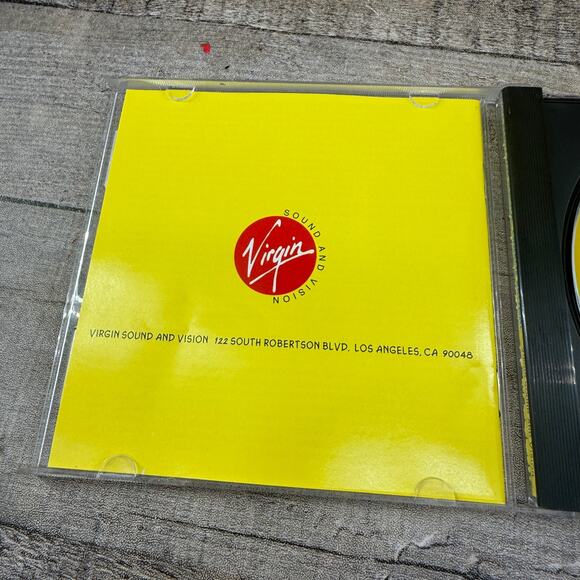 Virgin
SOUND AND VISION
VIRGIN SOUND AND VISION 122 SOUTH ROBERTSON BLVD. LOS ANGELES, CA 90048